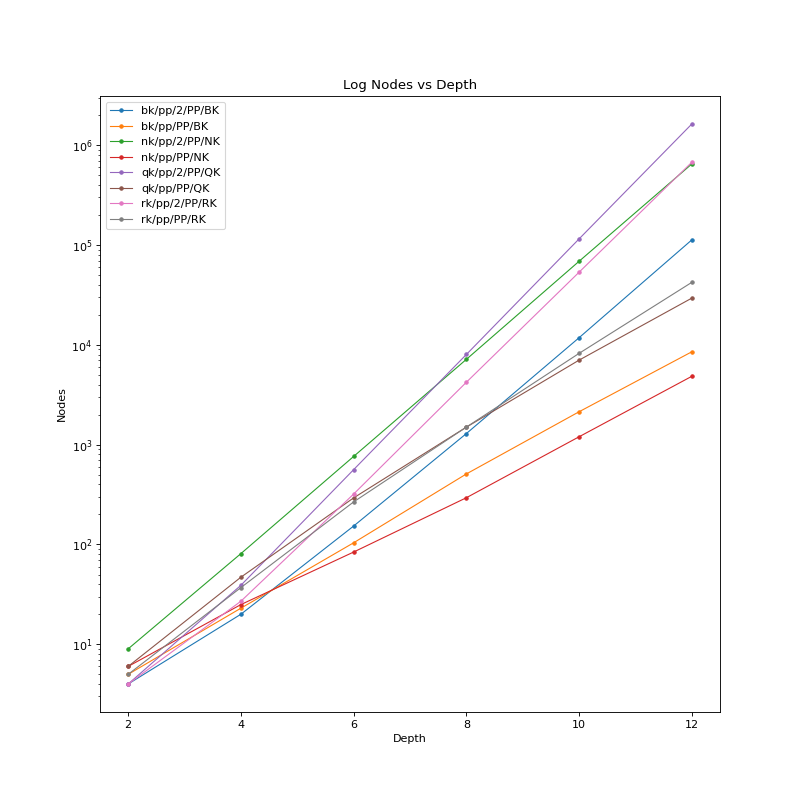 Log Nodes vs Depth
bk/pp/2/PP/BK
bk/pp/PP/BK
nk/pp/2/PP/NK
nk/pp/PP/NK
qk/pp/2/PP/QK
qk/pp/PP/QK
rk/pp/2/PP/RK
rk/pp/PP/RK
10^6
10^5
10^4
10^3
10^2
10^1
Nodes
2 4 6 8 10 12
Depth